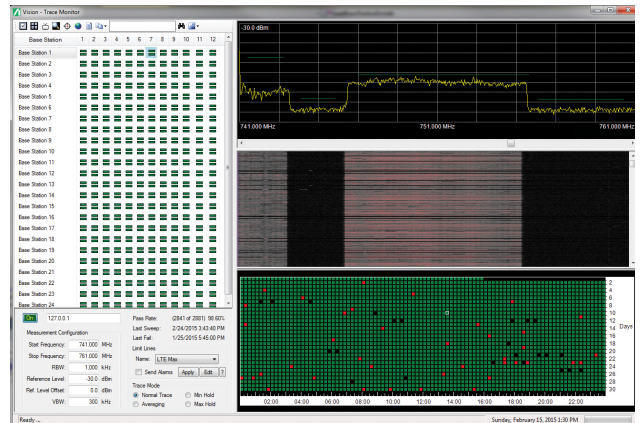 Vision - Trace Monitor
Base Station 1 2 3 4 5 6 7 8 9 10 11 12
Base Station 1
Base Station 2
Base Station 3
Base Station 4
Base Station 5
Base Station 6
Base Station 7
Base Station 8
Base Station 9
Base Station 10
Base Station 11
Base Station 12
Base Station 13
Base Station 14
Base Station 15
Base Station 16
Base Station 17
Base Station 18
Base Station 19
Base Station 20
Base Station 21
Base Station 22
Base Station 23
Base Station 24
On 127.0.0.1
Measurement Configuration
Start Frequency: 741.000 MHz
Stop Frequency: 761.000 MHz
RBW: 1.000 kHz
Reference Level: -30.0 dBm
Ref. Level Offset: 0.0 dBm
VBW: 300 kHz
Pass Rate: (2841 of 2881) 98.60%
Last Sweep: 2/24/2015 3:43:40 PM
Last Fail: 1/25/2015 5:45:00 PM
Limit Lines
Name: LTE Max
Send Alarms Apply Edit ?
Trace Mode
Normal Trace Min Hold
Averaging Max Hold
-30.0 dBm
741.000 MHz 751.000 MHz 761.000 MHz
2
4
6
8
10
12 Days
14
16
18
20
22
24
26
28
30
02:00 04:00 06:00 08:00 10:00 12:00 14:00 16:00 18:00 20:00 22:00
Ready ... Sunday, February 15, 2015 1:30 PM